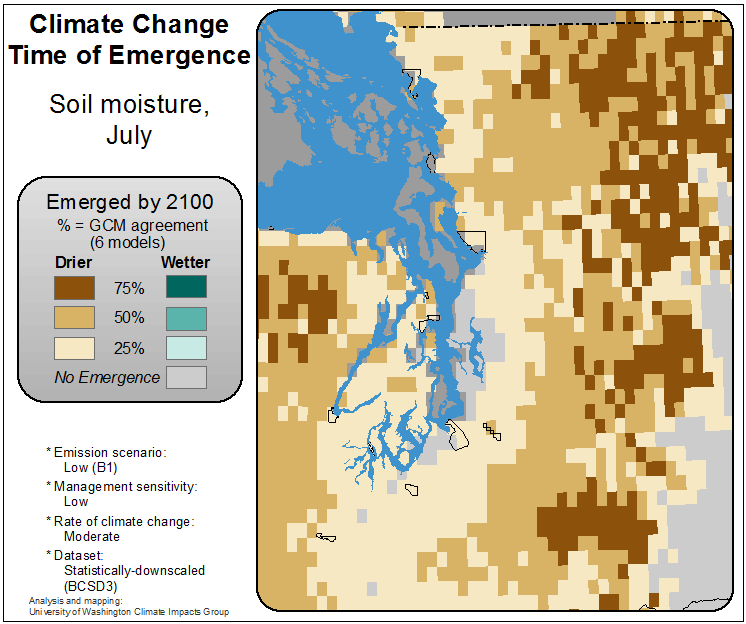 Climate Change
Time of Emergence
Soil moisture,
July
Emerged by 2100
% = GCM agreement
(6 models)
Drier Wetter
75%
50%
25%
No Emergence
* Emission scenario:
Low (B1)
* Management sensitivity:
Low
* Rate of climate change:
Moderate
* Dataset:
Statistically-downscaled
(BCSD3)
Analysis and mapping:
University of Washington Climate Impacts Group